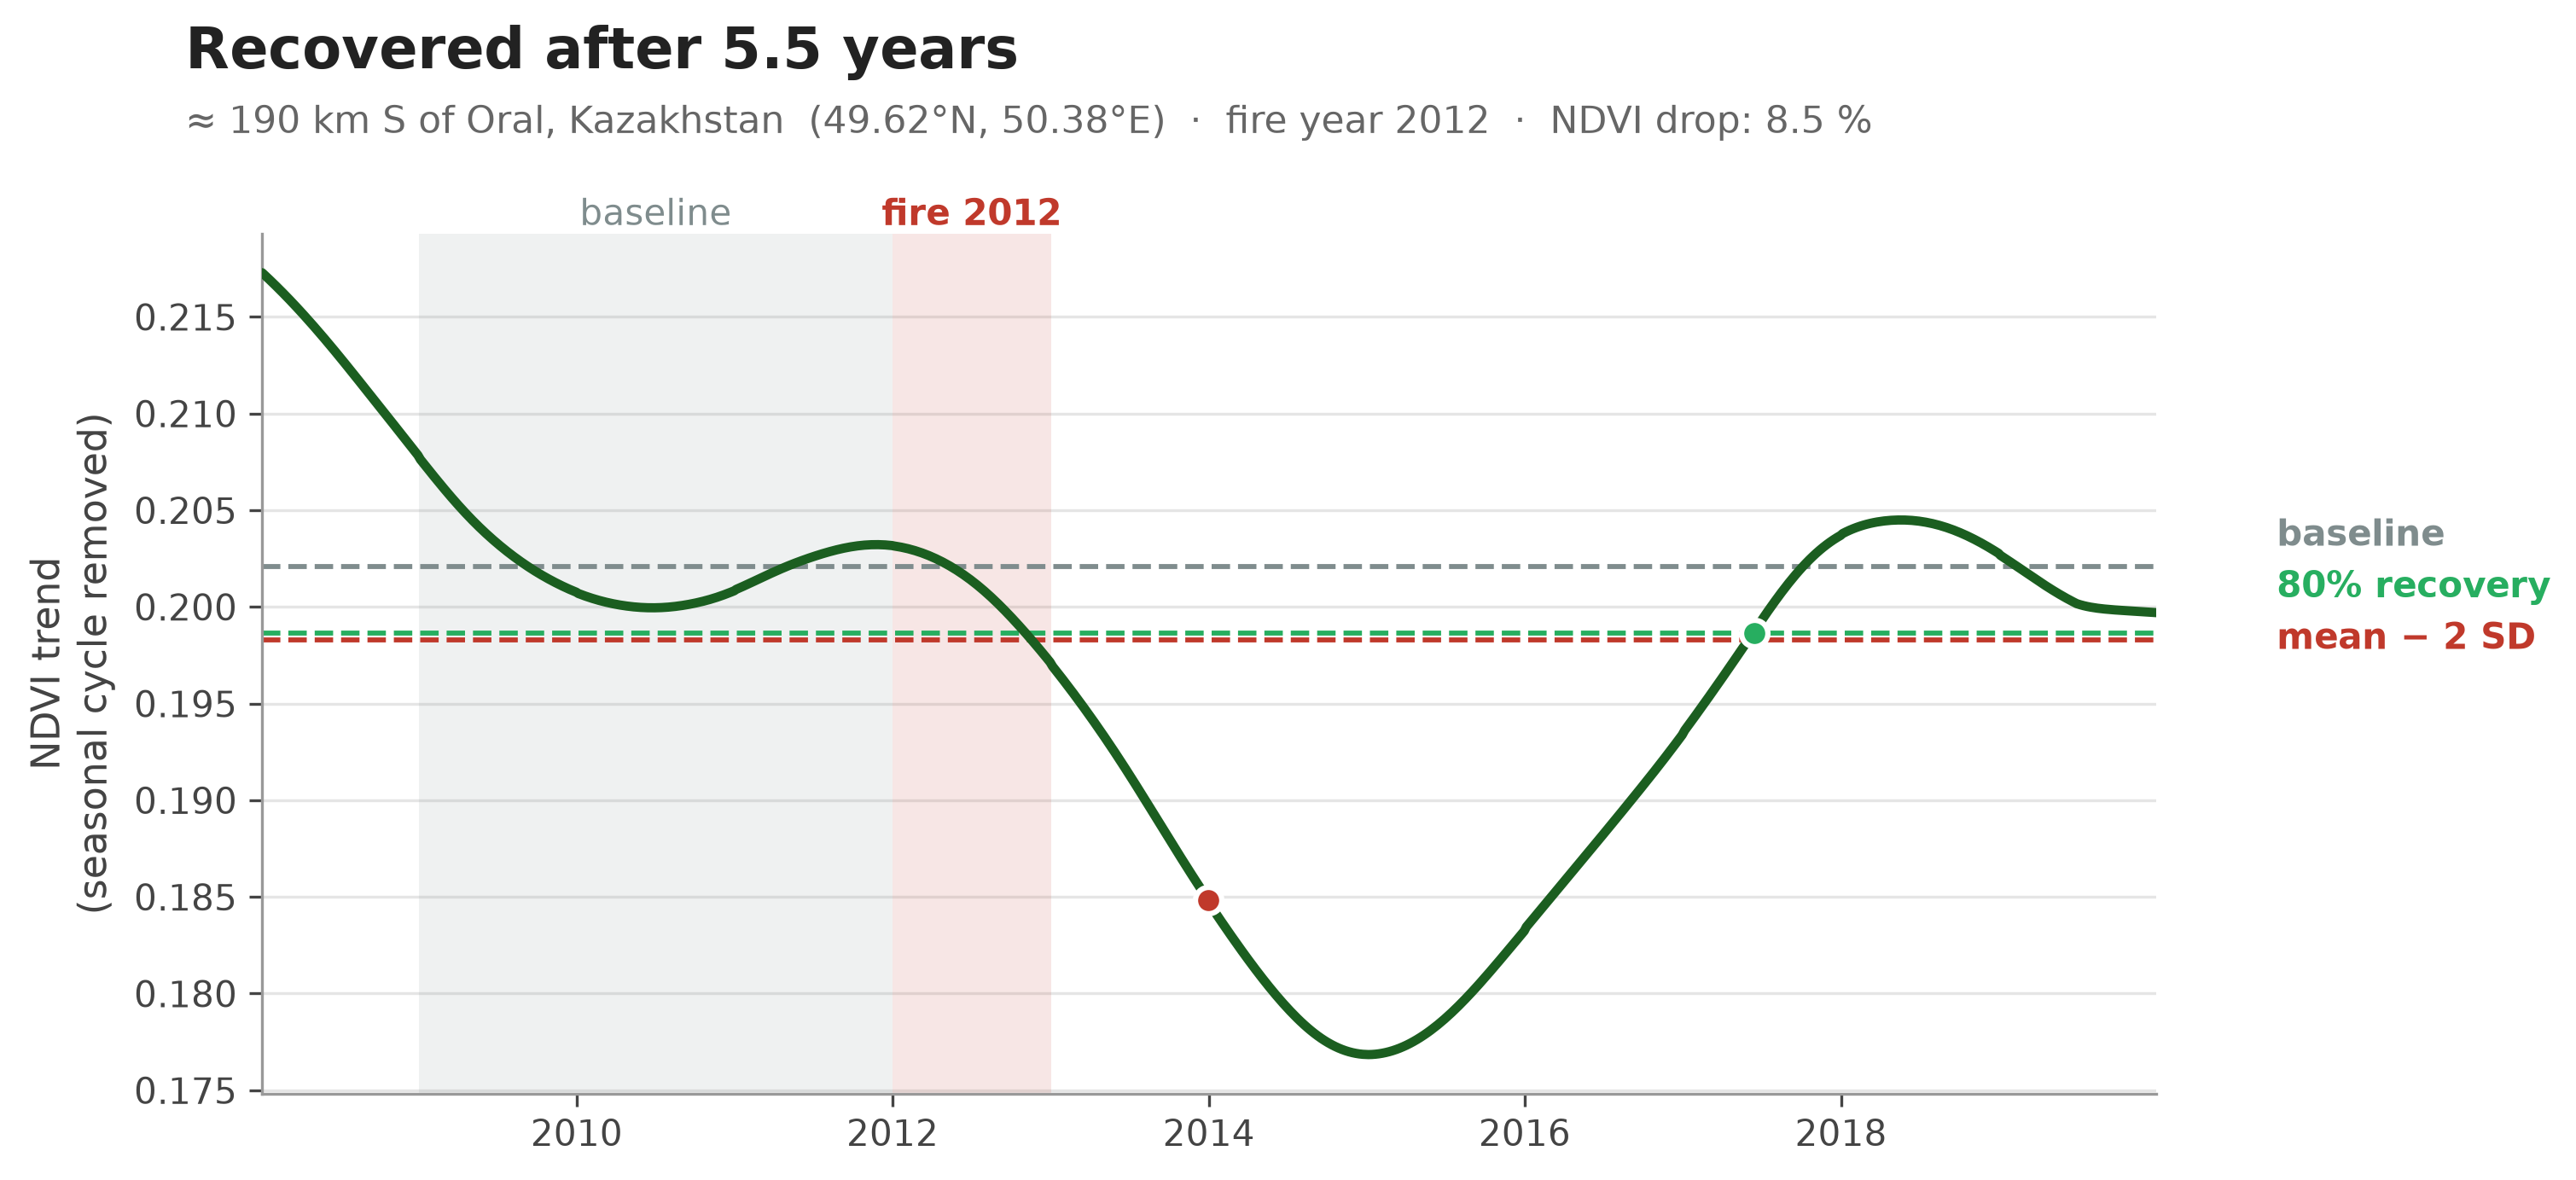 Recovered after 5.5 years
≈ 190 km S of Oral, Kazakhstan (49.62°N, 50.38°E) · fire year 2012 · NDVI drop: 8.5 %
baseline
fire 2012
0.215
0.210
0.205
0.200
0.195
0.190
0.185
0.180
0.175
NDVI trend
(seasonal cycle removed)
baseline
80% recovery
mean − 2 SD
2010
2012
2014
2016
2018